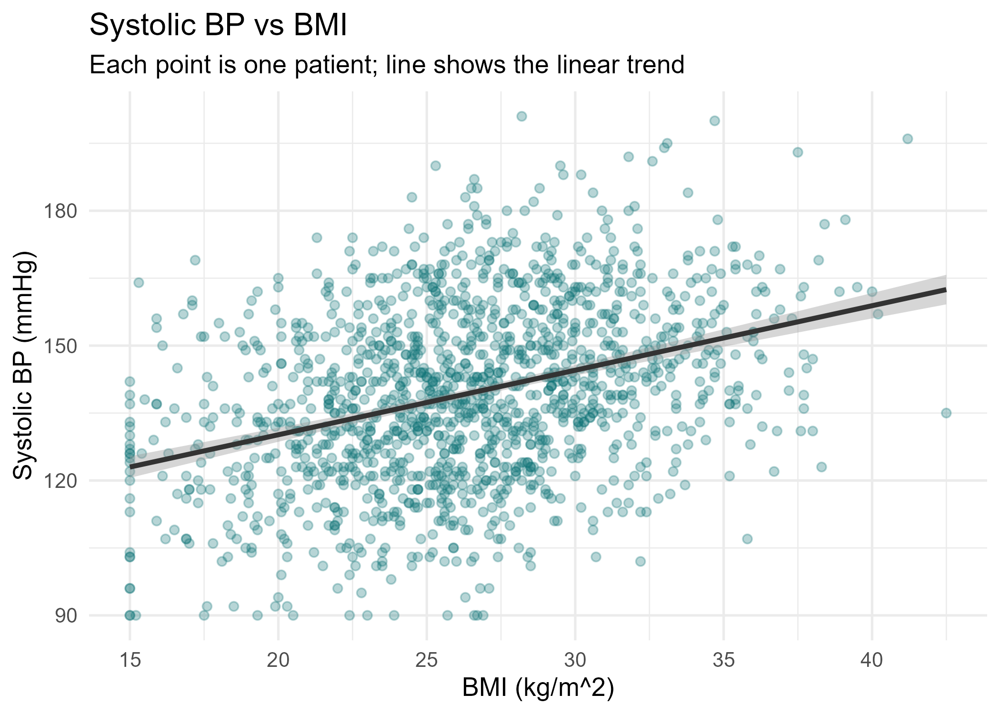 Systolic BP vs BMI
Each point is one patient; line shows the linear trend
Systolic BP (mmHg)
180
150
120
90
15 20 25 30 35 40
BMI (kg/m^2)